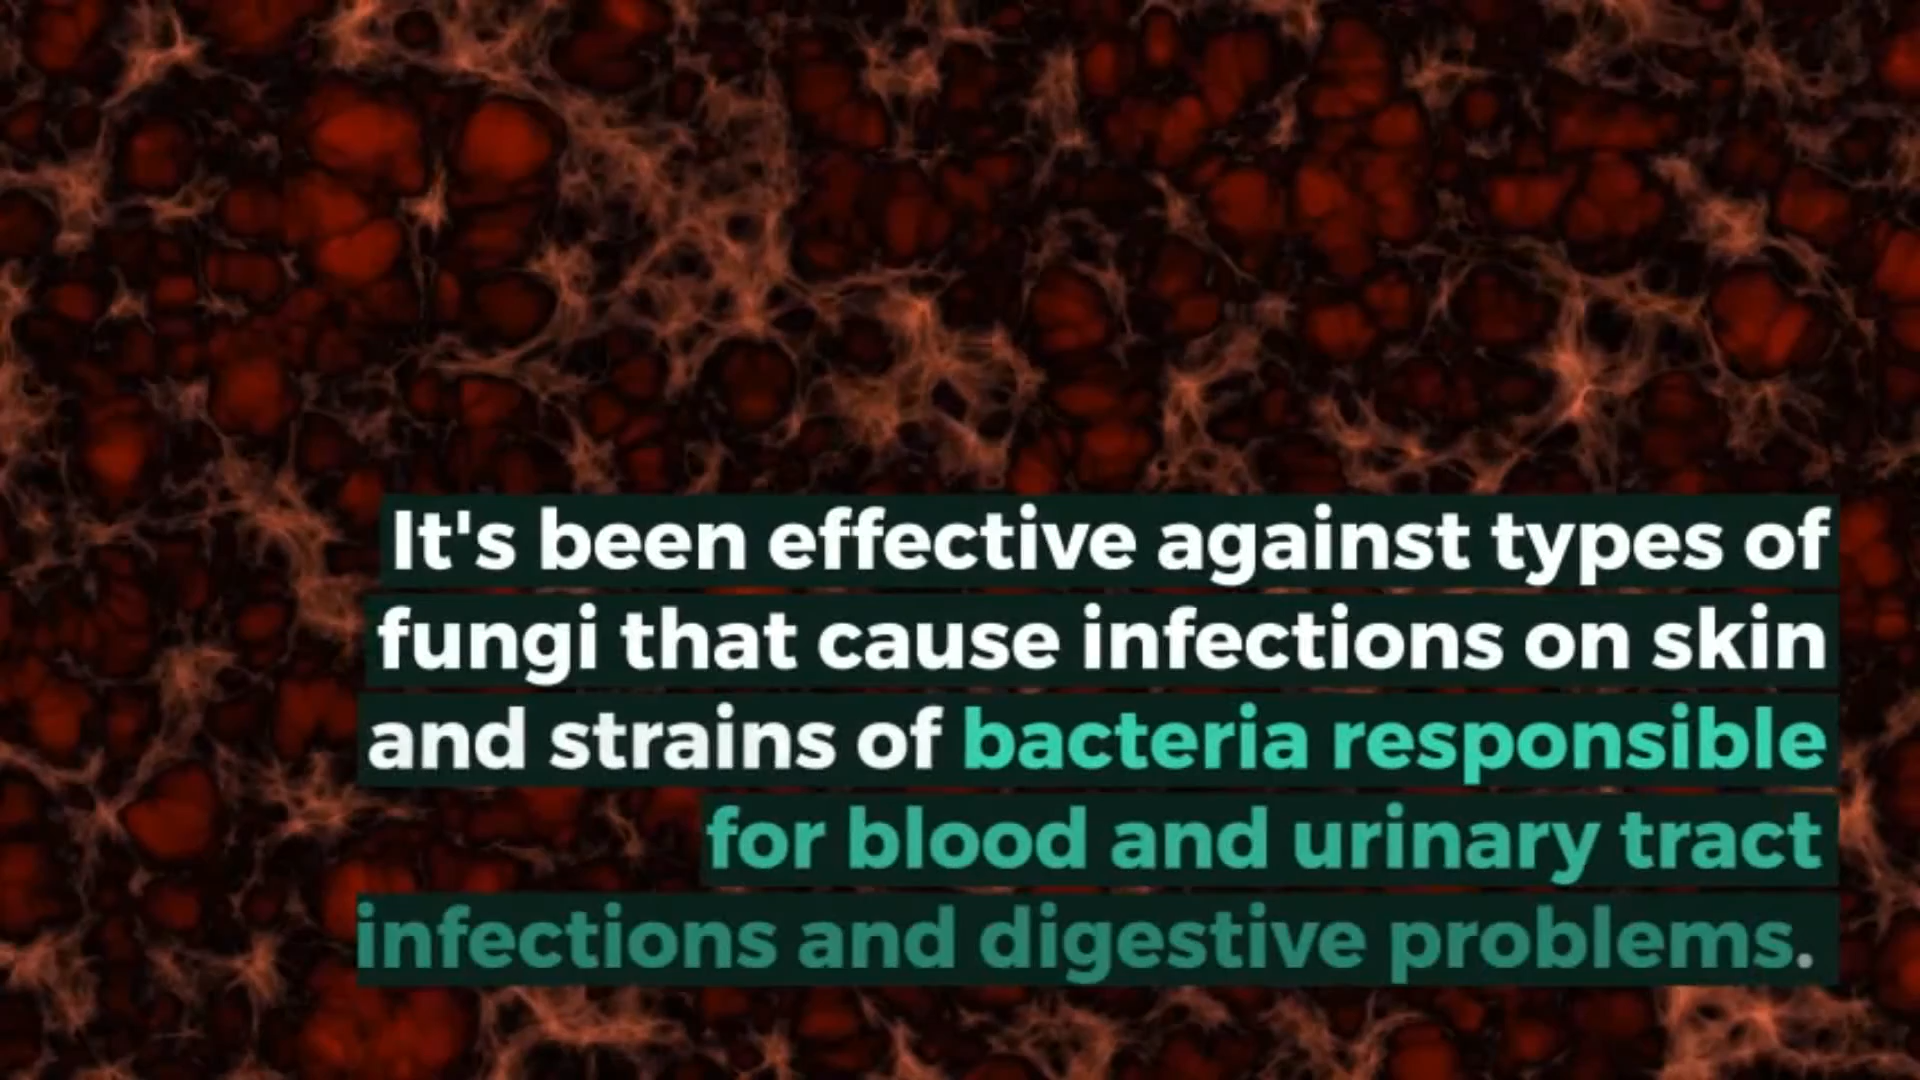 It's been effective against types of
fungi that cause infections on skin
and strains of bacteria responsible
for blood and urinary tract
infections and digestive problems.